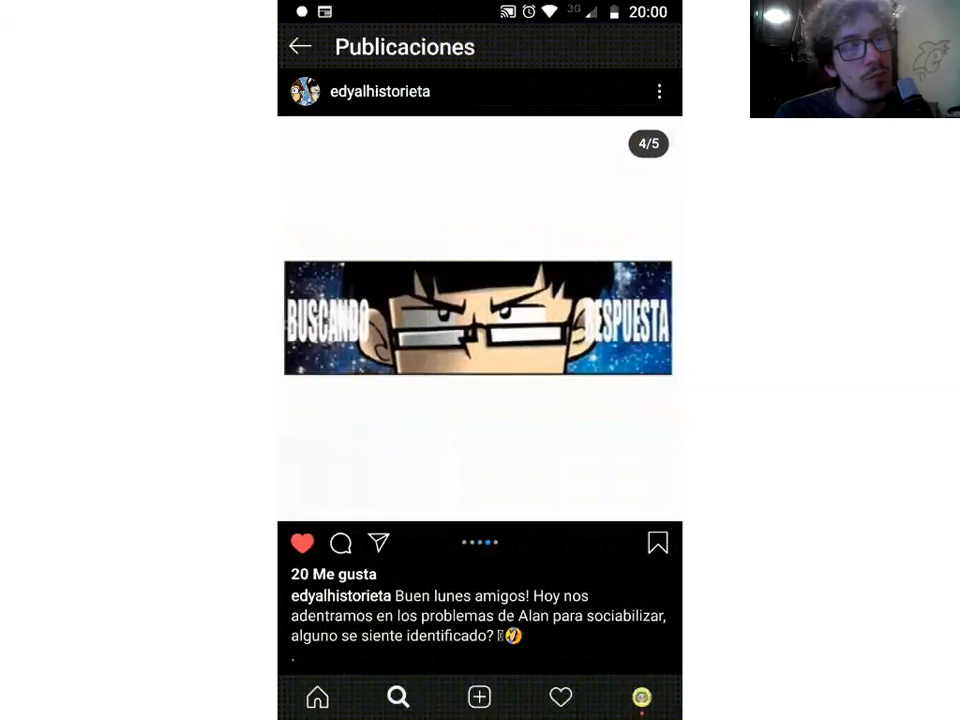 3G
20:00
Publicaciones
edyalhistorieta
4/5
BUSCANDO
RESPUESTA
20 Me gusta
edyalhistorieta Buen lunes amigos! Hoy nos
adentramos en los problemas de Alan para sociabilizar,
alguno se siente identificado?
.